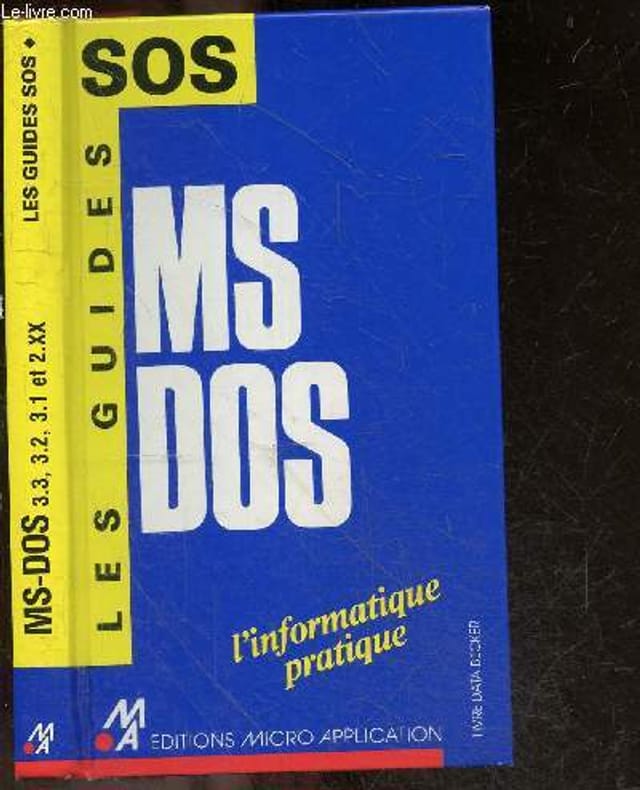 Le-livre.com
LES GUIDES SOS
MS-DOS 3.3, 3.2, 3.1 et 2.XX
MA
SOS
LES GUIDES
MS
DOS
l'informatique
pratique
MA EDITIONS MICRO APPLICATION
LIVRE DATA BECKER